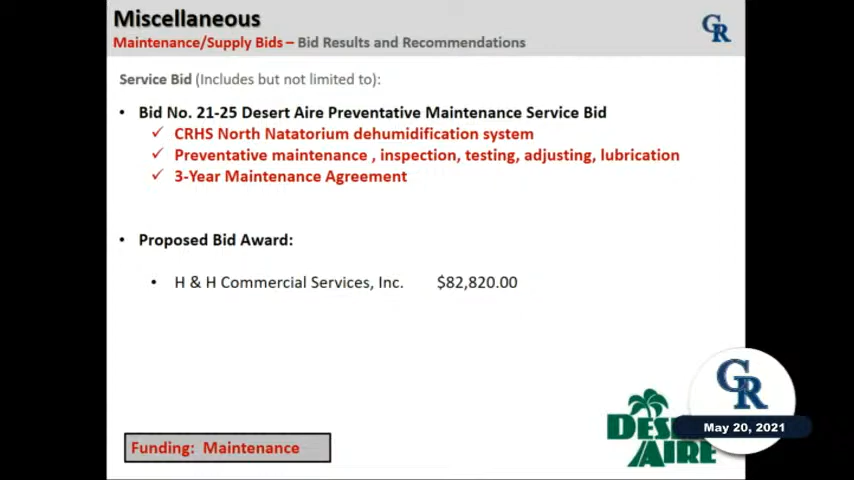 Miscellaneous
Maintenance/Supply Bids – Bid Results and Recommendations
GR
Service Bid (Includes but not limited to):
• Bid No. 21-25 Desert Aire Preventative Maintenance Service Bid
✓ CRHS North Natatorium dehumidification system
✓ Preventative maintenance , inspection, testing, adjusting, lubrication
✓ 3-Year Maintenance Agreement
• Proposed Bid Award:
• H & H Commercial Services, Inc. $82,820.00
GR
May 20, 2021
AIRE
Funding: Maintenance